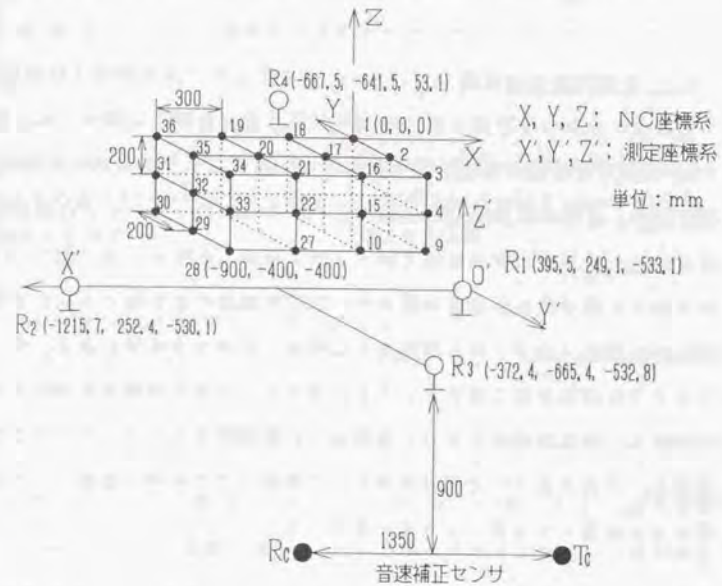 Z
R4 (-667.5, -641.5, 53.1)
Y
300
36 19 18 1 (0, 0, 0)
X
X, Y, Z: NC座標系
X', Y', Z': 測定座標系
単位:mm
35 20 17 2
200
31 34 21 16 3
32
30 33 22 15 4
200
29
27 10 9
28 (-900, -400, -400)
Z'
X'
O' R1 (395.5, 249.1, -533.1)
Y'
R2 (-1215.7, 252.4, -530.1)
R3 (-372.4, -665.4, -532.8)
900
Rc 1350 Tc
音速補正センサ